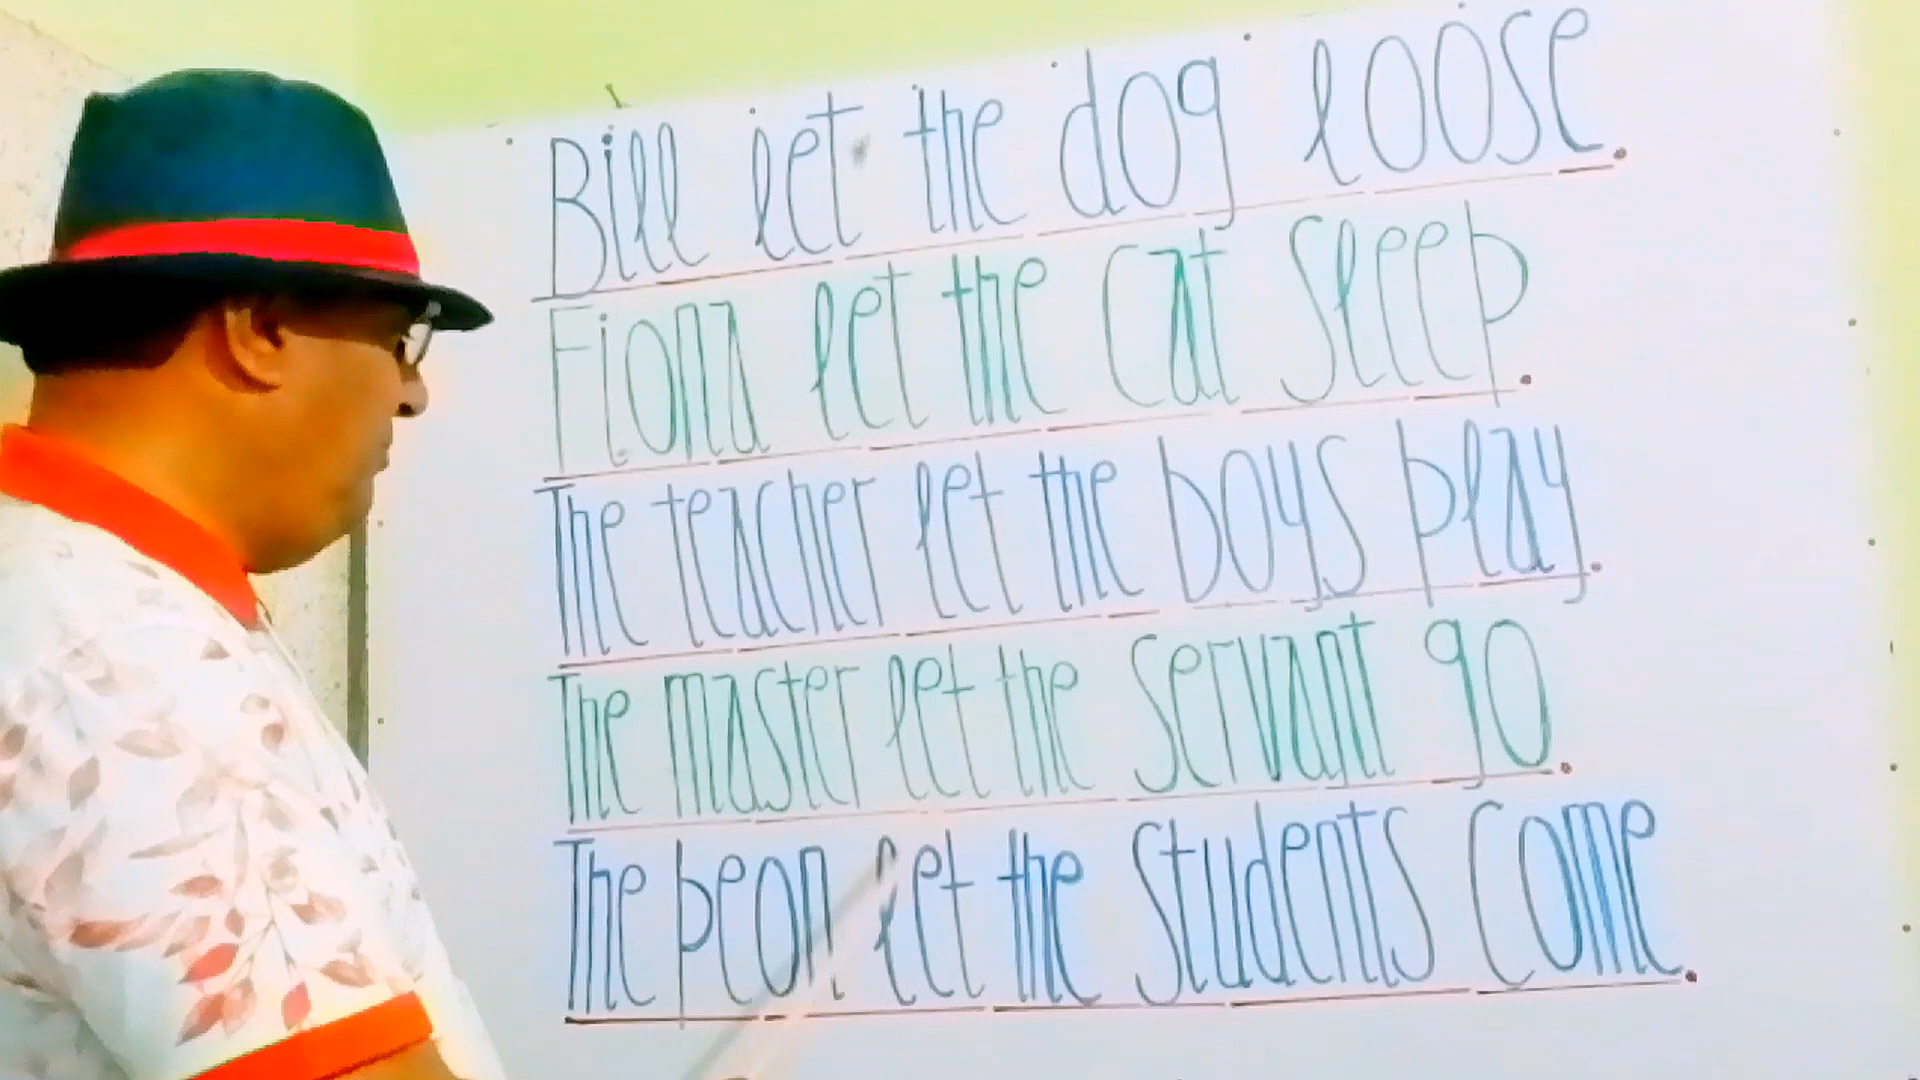 Bill let the dog loose.
Fiona let the cat sleep.
The teacher let the boys play.
The master let the servant go.
The peon let the students come.